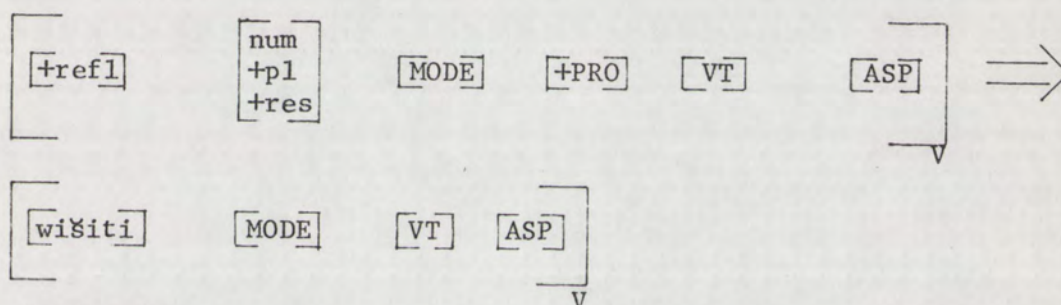 [+refl] [num +pl +res] [MODE] [+PRO] [VT] [ASP] V ⟹
[wišiti] [MODE] [VT] [ASP] V